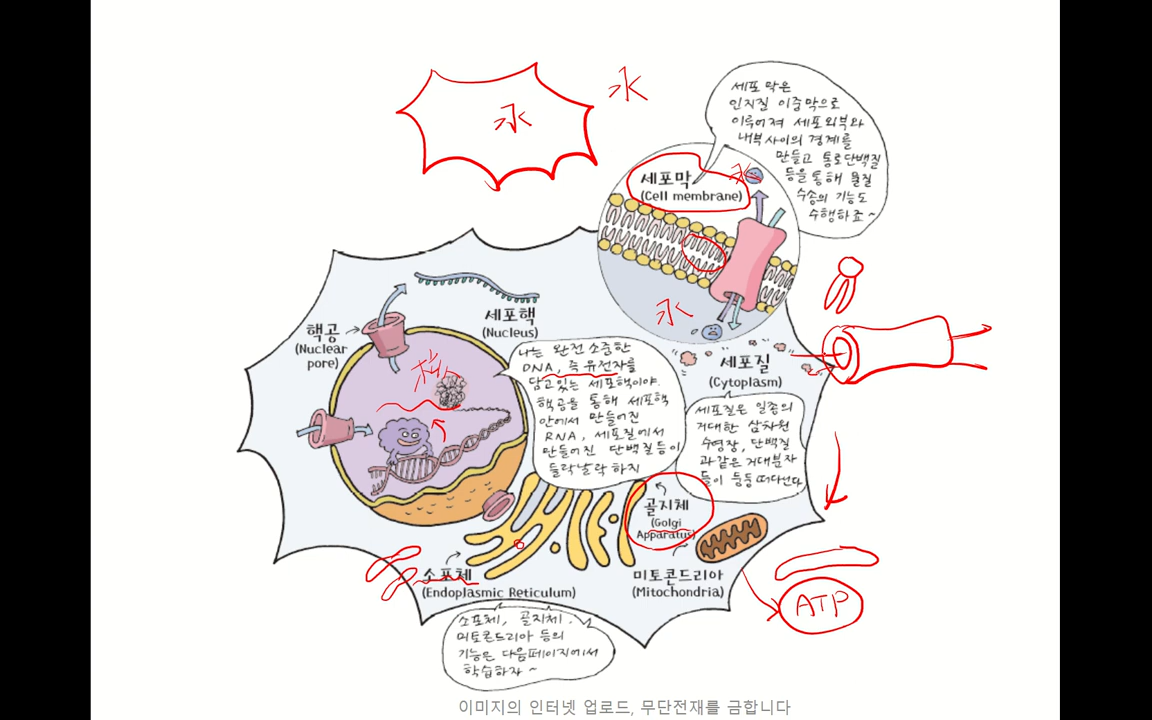 水
水
세포막은
인지질 이중막으로
이루어져 세포외부와
내부사이의 경계를
만들고 통로단백질
등을통해 물질
수송의 기능도
수행하죠~
세포막
(Cell membrane)
水
세포핵
(Nucleus)
핵공
(Nuclear
pore)
核
나는 완전소중한
DNA, 즉 유전자를
담고있는 세포핵이야.
핵공을 통해 세포핵
안에서 만들어진
RNA, 세포질에서
만들어진 단백질등이
들락날락 하지
세포질
(Cytoplasm)
세포질은 일종의
거대한 삼차원
수영장, 단백질
과같은 거대분자
들이 둥둥떠다닌다
골지체
(Golgi
Apparatus)
소포체
(Endoplasmic Reticulum)
미토콘드리아
(Mitochondria)
ATP
소포체, 골지체,
미토콘드리아 등의
기능은 다음페이지에서
학습하자~
이미지의 인터넷 업로드, 무단전재를 금합니다